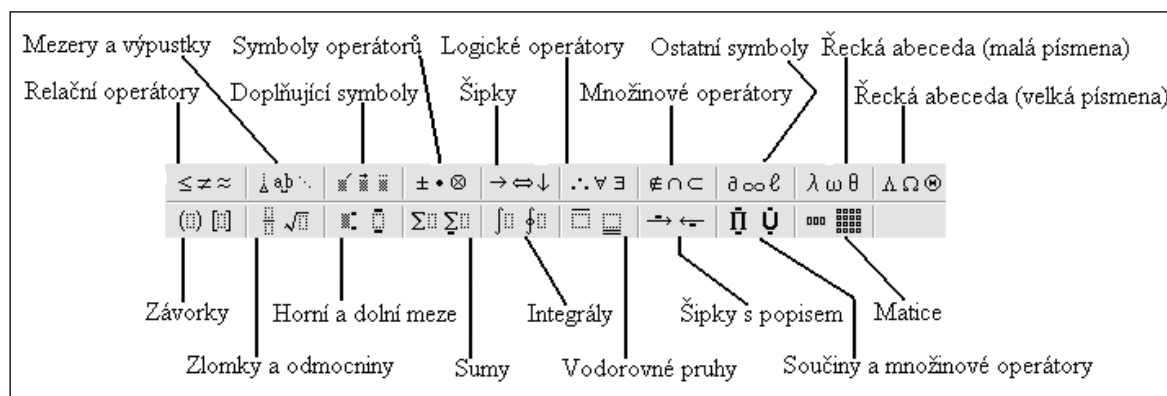 Mezery a výpustky Symboly operátorů Logické operátory Ostatní symboly Řecká abeceda (malá písmena)
Relační operátory Doplňující symboly Šipky Množinové operátory Řecká abeceda (velká písmena)
≤ ≠ ≈ ab ⋱ ± • ⊗ → ⇔ ↓ ∴ ∀ ∃ ∉ ∩ ⊂ ∂ ∞ ℓ λ ω θ Λ Ω Θ
(▯) [▯] √▯ Σ▯ Σ▯ ∫▯ ∮▯ → ← Π Ụ
Závorky Horní a dolní meze Integrály Šipky s popisem Matice
Zlomky a odmocniny Sumy Vodorovné pruhy Součiny a množinové operátory